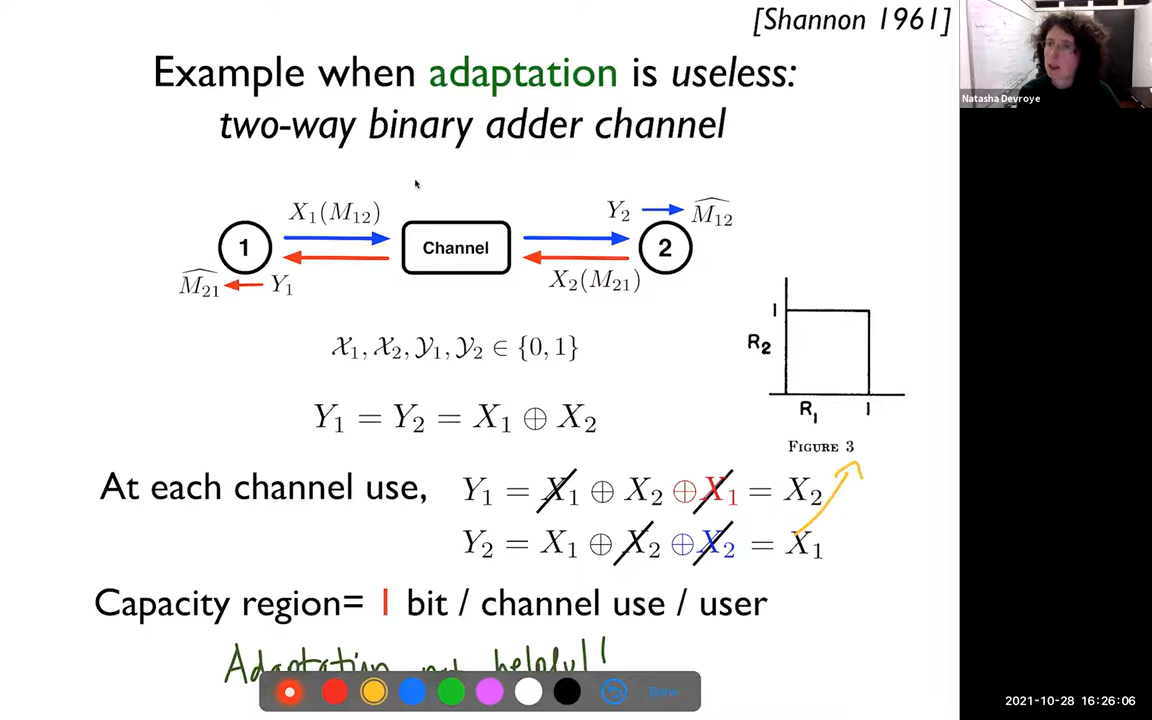 [Shannon 1961]
Example when adaptation is useless:
two-way binary adder channel
Natasha Devroye
X₁(M₁₂)
Y₂ → M̂₁₂
1
Channel
2
M̂₂₁ ← Y₁
X₂(M₂₁)
𝒳₁, 𝒳₂, 𝒴₁, 𝒴₂ ∈ {0, 1}
1
R₂
R₁ 1
Y₁ = Y₂ = X₁ ⊕ X₂
FIGURE 3
At each channel use, Y₁ = X₁ ⊕ X₂ ⊕ X₁ = X₂
Y₂ = X₁ ⊕ X₂ ⊕ X₂ = X₁
Capacity region= 1 bit / channel use / user
Adaptation not helpful!
2021-10-28 16:26:06